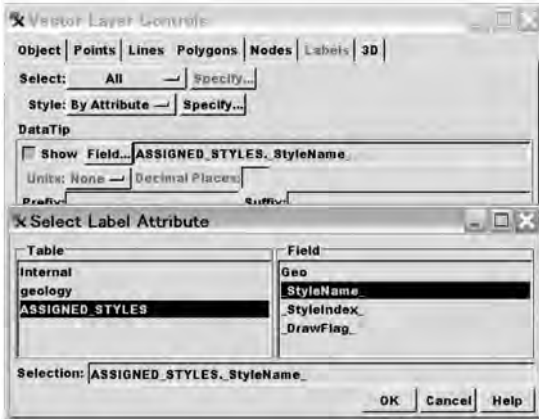 Vector Layer Controls
Object Points Lines Polygons Nodes Labels 3D
Select: All Specify...
Style: By Attribute Specify...
DataTip
Show Field... ASSIGNED_STYLES._StyleName_
Units: None Decimal Places:
Prefix: Suffix:
Select Label Attribute
Table Field
Internal Geo
geology _StyleName_
ASSIGNED_STYLES _StyleIndex_
_DrawFlag_
Selection: ASSIGNED_STYLES._StyleName_
OK Cancel Help